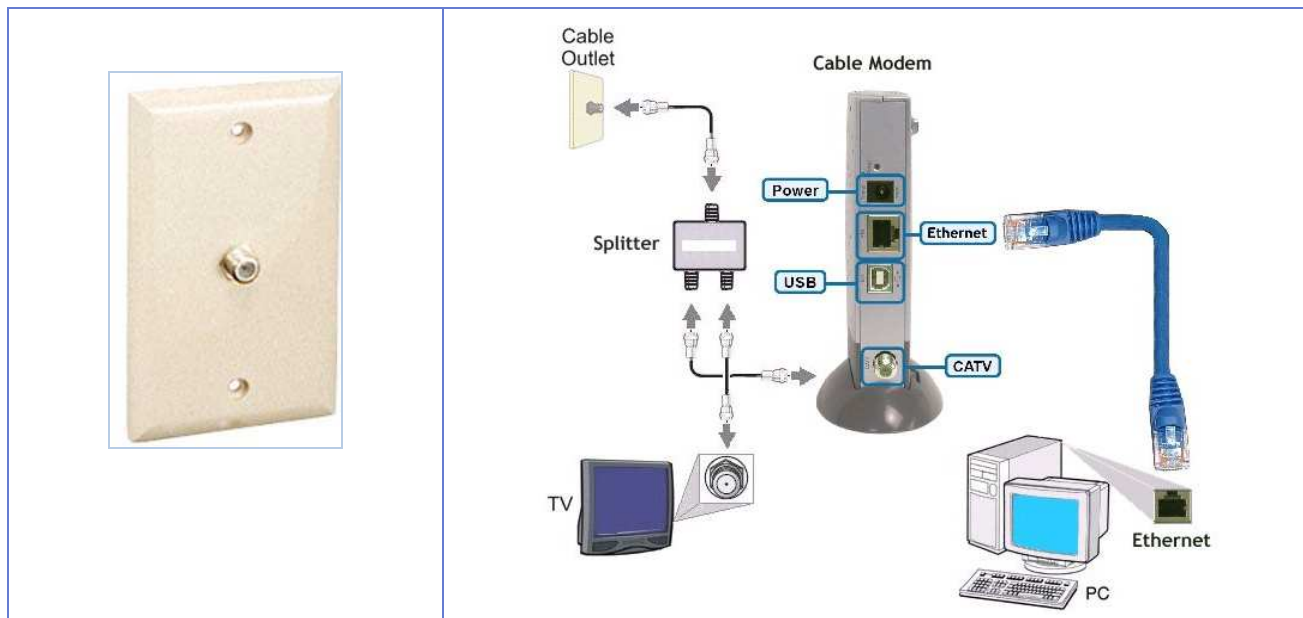 Cable
Outlet
Cable Modem
Power
Splitter
Ethernet
USB
CATV
TV
Ethernet
PC